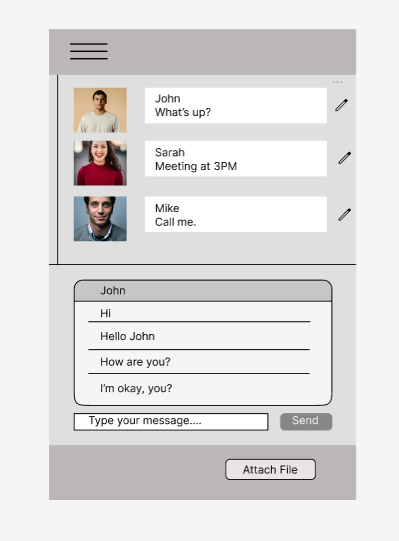 John
What's up?
Sarah
Meeting at 3PM
Mike
Call me.
John
Hi
Hello John
How are you?
I'm okay, you?
Type your message....
Send
Attach File